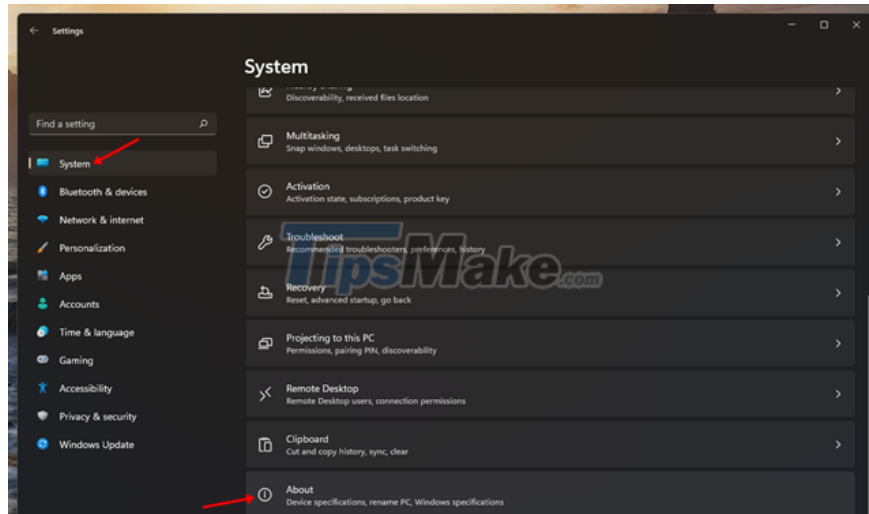 Settings
System
Find a setting
System
Bluetooth & devices
Network & internet
Personalization
Apps
Accounts
Time & language
Gaming
Accessibility
Privacy & security
Windows Update
Nearby sharing
Discoverability, received files location
Multitasking
Snap windows, desktops, task switching
Activation
Activation state, subscriptions, product key
Troubleshoot
Recommended troubleshooters, preferences, history
TipsMake.com
Recovery
Reset, advanced startup, go back
Projecting to this PC
Permissions, pairing PIN, discoverability
Remote Desktop
Remote Desktop users, connection permissions
Clipboard
Cut and copy history, sync, clear
About
Device specifications, rename PC, Windows specifications